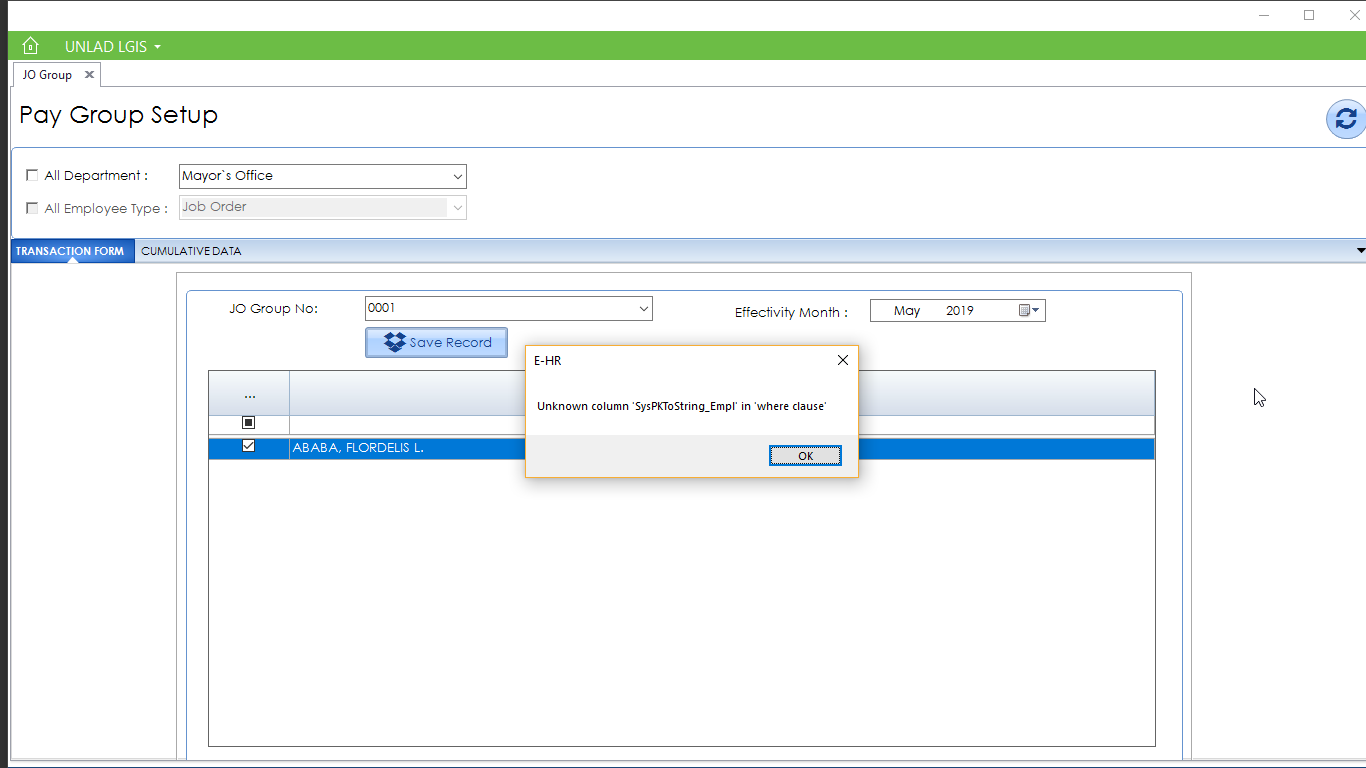 UNLAD LGIS
JO Group
Pay Group Setup
All Department :
Mayor`s Office
All Employee Type :
Job Order
TRANSACTION FORM
CUMULATIVE DATA
JO Group No:
0001
Effectivity Month :
May 2019
Save Record
E-HR
...
Unknown column 'SysPKToString_Empl' in 'where clause'
ABABA, FLORDELIS L.
OK